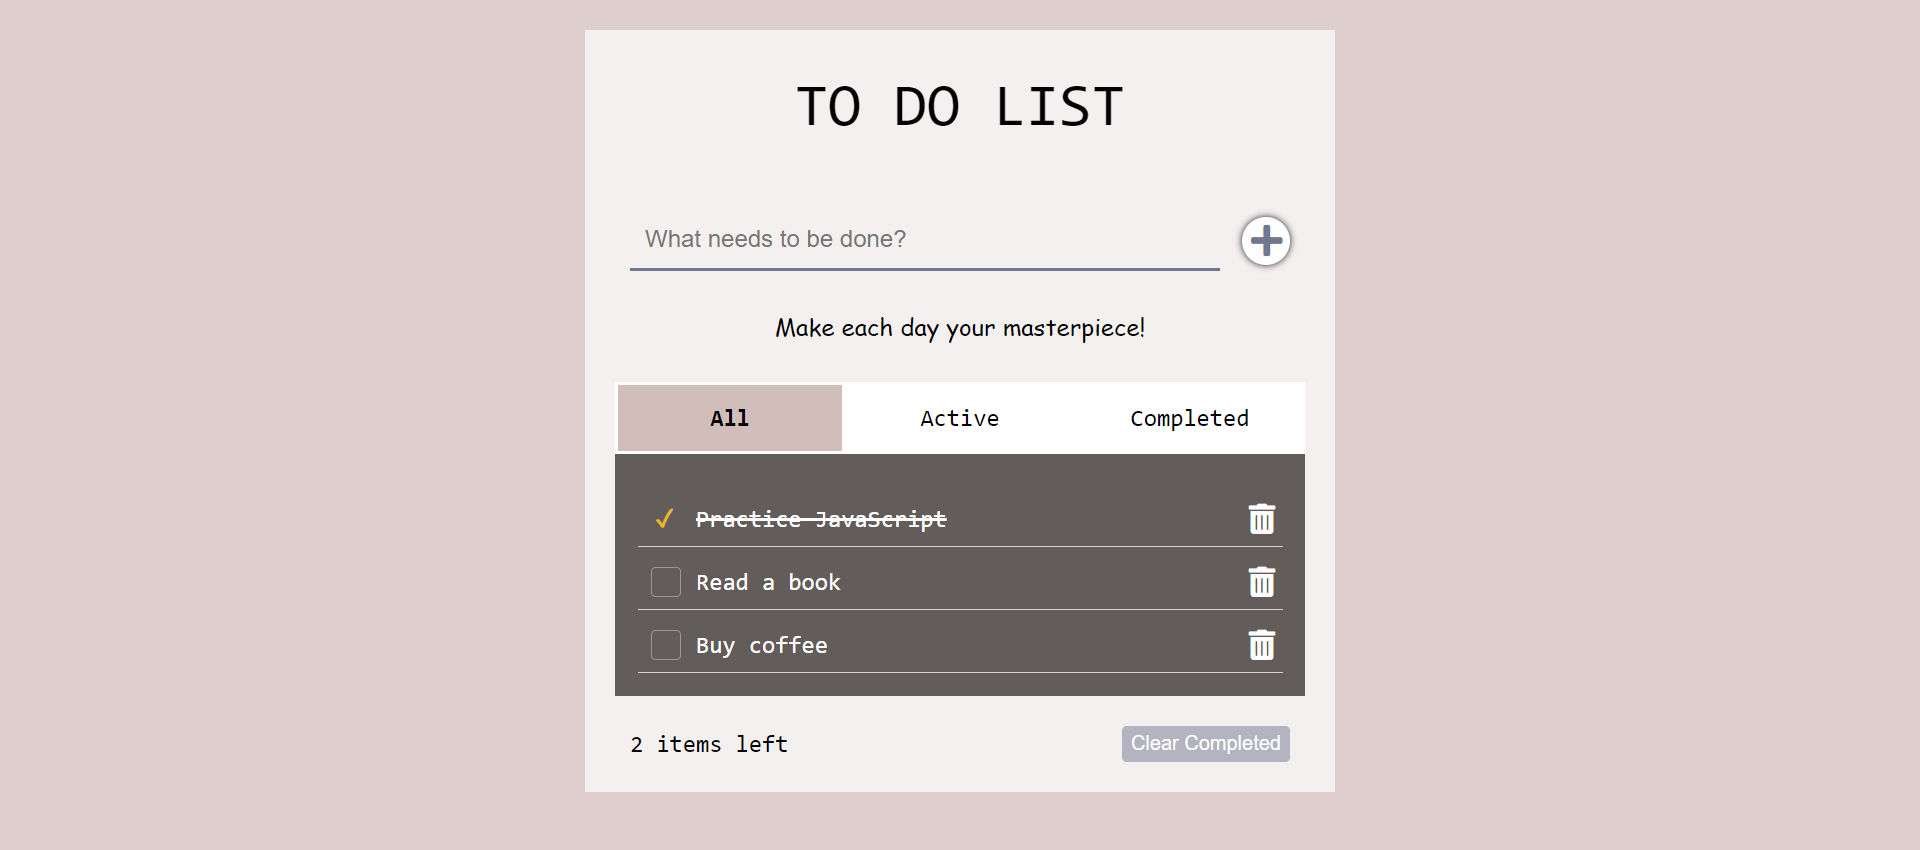 TO DO LIST
What needs to be done?
Make each day your masterpiece!
All Active Completed
Practice JavaScript
Read a book
Buy coffee
2 items left Clear Completed